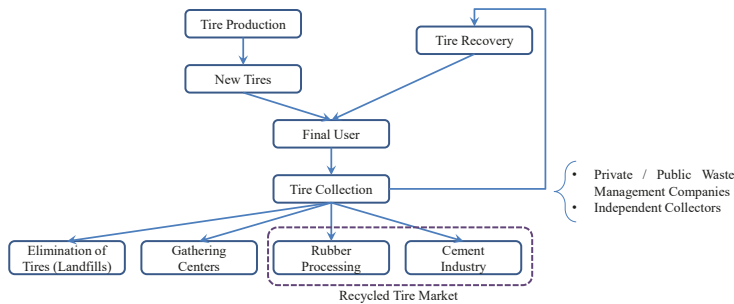 Tire Production
Tire Recovery
New Tires
Final User
Tire Collection
• Private / Public Waste
Management Companies
• Independent Collectors
Elimination of
Tires (Landfills)
Gathering
Centers
Rubber
Processing
Cement
Industry
Recycled Tire Market